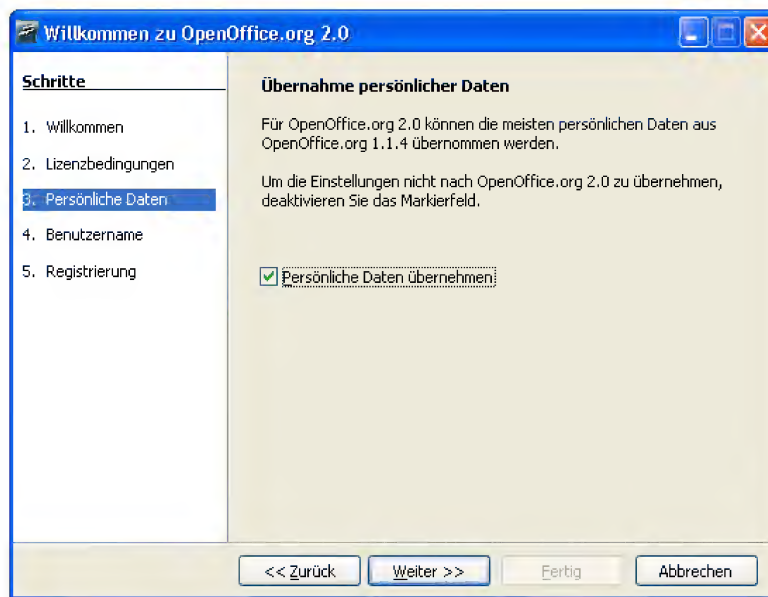 Willkommen zu OpenOffice.org 2.0
Schritte
1. Willkommen
2. Lizenzbedingungen
3. Persönliche Daten
4. Benutzername
5. Registrierung
Übernahme persönlicher Daten
Für OpenOffice.org 2.0 können die meisten persönlichen Daten aus
OpenOffice.org 1.1.4 übernommen werden.
Um die Einstellungen nicht nach OpenOffice.org 2.0 zu übernehmen,
deaktivieren Sie das Markierfeld.
Persönliche Daten übernehmen
<< Zurück
Weiter >>
Fertig
Abbrechen